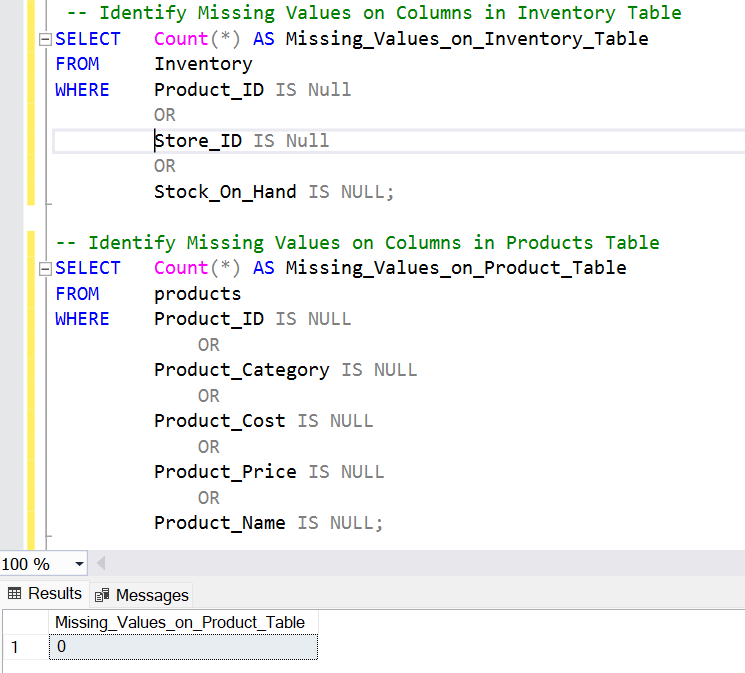 -- Identify Missing Values on Columns in Inventory Table
SELECT Count(*) AS Missing_Values_on_Inventory_Table
FROM Inventory
WHERE Product_ID IS Null
OR
Store_ID IS Null
OR
Stock_On_Hand IS NULL;
-- Identify Missing Values on Columns in Products Table
SELECT Count(*) AS Missing_Values_on_Product_Table
FROM products
WHERE Product_ID IS NULL
OR
Product_Category IS NULL
OR
Product_Cost IS NULL
OR
Product_Price IS NULL
OR
Product_Name IS NULL;
100 %
Results Messages
Missing_Values_on_Product_Table
1 0